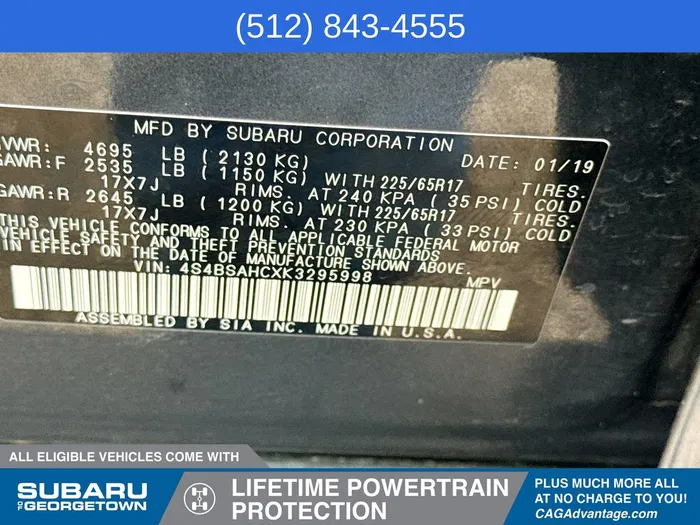 (512) 843-4555
MFD BY SUBARU CORPORATION
VWR: 4695 LB ( 2130 KG) DATE: 01/19
GAWR:F 2535 LB ( 1150 KG) WITH 225/65R17 TIRES.
17X7J RIMS. AT 240 KPA ( 35 PSI) COLD
GAWR:R 2645 LB ( 1200 KG) WITH 225/65R17 TIRES.
17X7J RIMS. AT 230 KPA ( 33 PSI) COLD
THIS VEHICLE CONFORMS TO ALL APPLICABLE FEDERAL MOTOR
VEHICLE SAFETY AND THEFT PREVENTION STANDARDS
IN EFFECT ON THE DATE OF MANUFACTURE SHOWN ABOVE.
VIN: 4S4BSAHCXK3295998 MPV
ASSEMBLED BY SIA INC. MADE IN U.S.A.
ALL ELIGIBLE VEHICLES COME WITH
SUBARU
OF GEORGETOWN
LIFETIME POWERTRAIN
PROTECTION
PLUS MUCH MORE ALL
AT NO CHARGE TO YOU!
CAGAdvantage.com